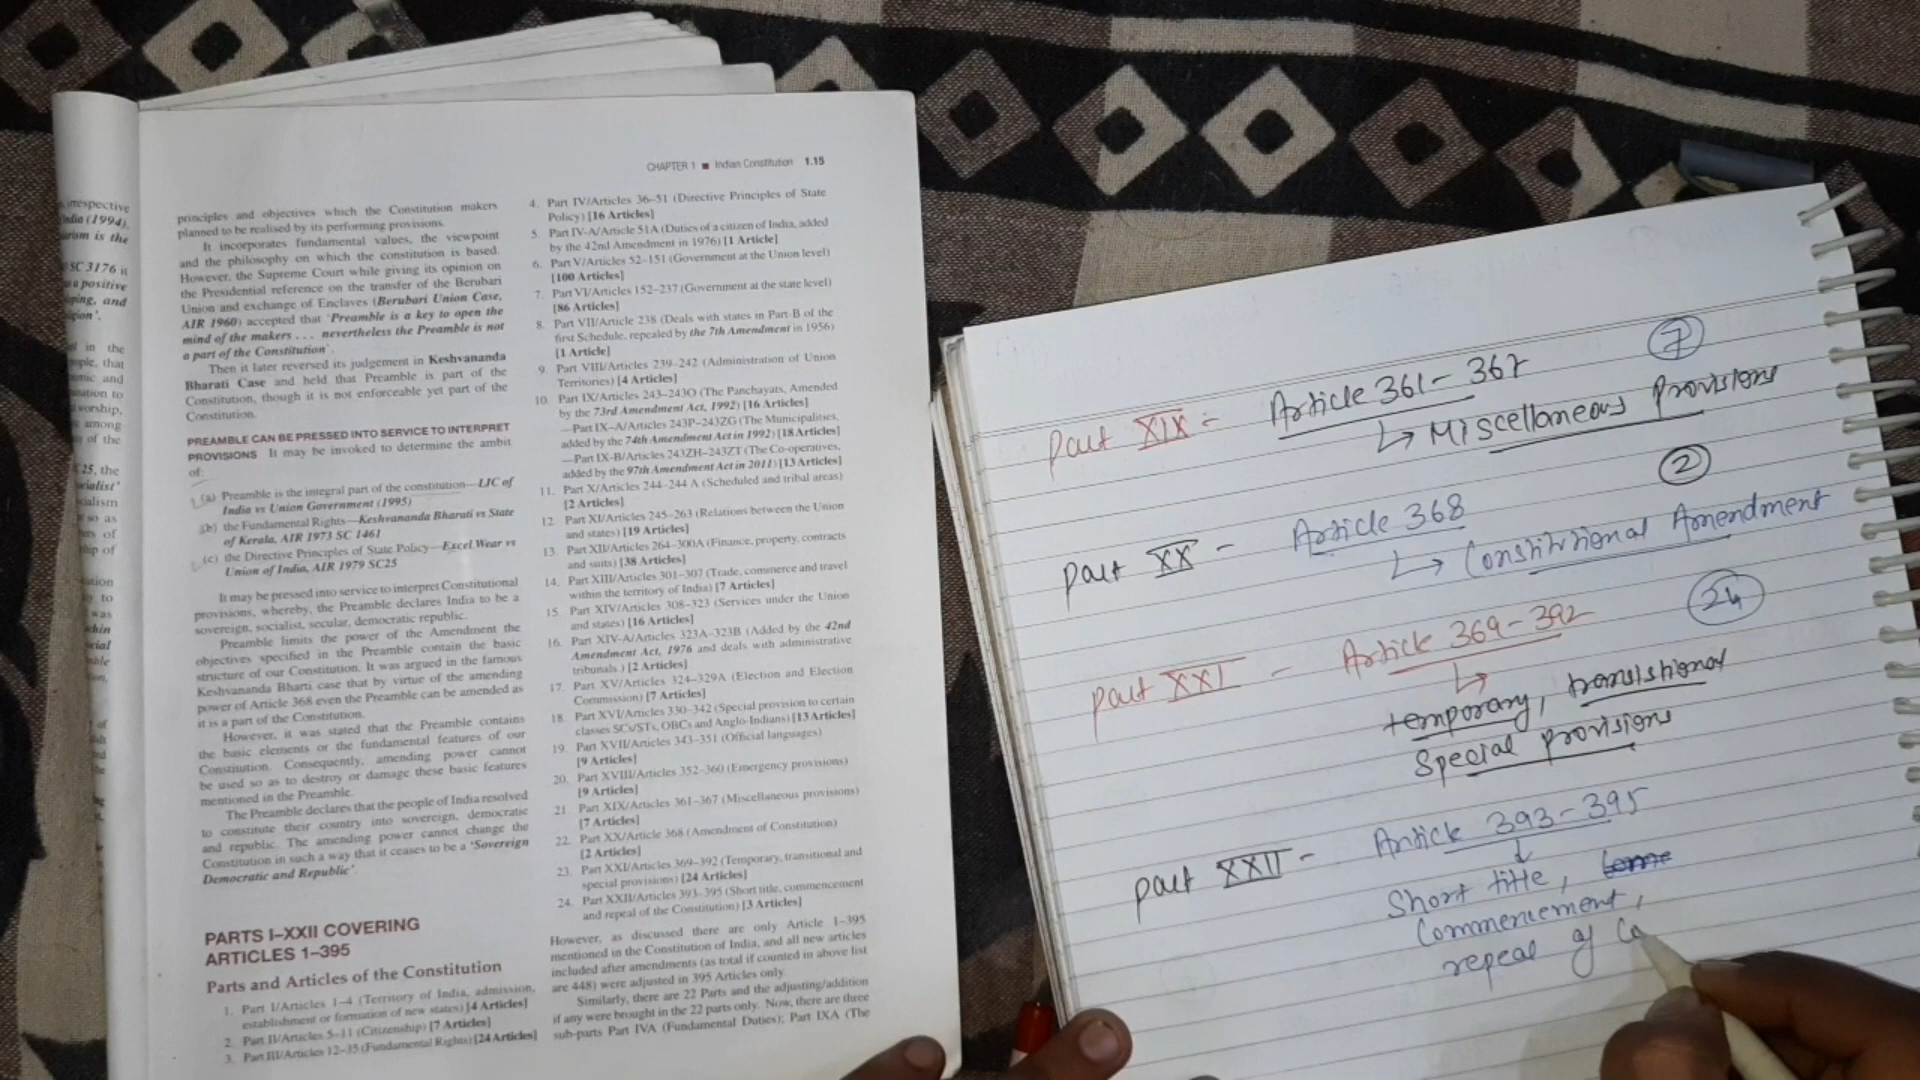 irrespective
India (1994).
arism is the
SC 3176 it
a positive
oping, and
igion'.
in the
ople, that
omic and
worship,
among
of the
25, the
ocialist'
CHAPTER 1 ■ Indian Constitution 1.15
principles and objectives which the Constitution makers
planned to be realised by its performing provisions.
It incorporates fundamental values, the viewpoint
and the philosophy on which the constitution is based.
However, the Supreme Court while giving its opinion on
the Presidential reference on the transfer of the Berubari
Union and exchange of Enclaves (Berubari Union Case,
AIR 1960) accepted that 'Preamble is a key to open the
mind of the makers . . . nevertheless the Preamble is not
a part of the Constitution'.
Then it later reversed its judgement in Keshvananda
Bharati Case and held that Preamble is part of the
Constitution, though it is not enforceable yet part of the
Constitution.
PREAMBLE CAN BE PRESSED INTO SERVICE TO INTERPRET
PROVISIONS It may be invoked to determine the ambit
of:
(a) Preamble is the integral part of the constitution—LIC of
India vs Union Government (1995)
(b) the Fundamental Rights—Keshvananda Bharati vs State
of Kerala, AIR 1973 SC 1461
(c) the Directive Principles of State Policy—Excel Wear vs
Union of India, AIR 1979 SC25
It may be pressed into service to interpret Constitutional
provisions, whereby, the Preamble declares India to be a
sovereign, socialist, secular, democratic republic.
Preamble limits the power of the Amendment the
objectives specified in the Preamble contain the basic
structure of our Constitution. It was argued in the famous
Keshvananda Bharti case that by virtue of the amending
power of Article 368 even the Preamble can be amended as
it is a part of the Constitution.
However, it was stated that the Preamble contains
the basic elements or the fundamental features of our
Constitution. Consequently, amending power cannot
be used so as to destroy or damage these basic features
mentioned in the Preamble.
The Preamble declares that the people of India resolved
to constitute their country into sovereign, democratic
and republic. The amending power cannot change the
Constitution in such a way that it ceases to be a 'Sovereign
Democratic and Republic'.
PARTS I–XXII COVERING
ARTICLES 1–395
Parts and Articles of the Constitution
1. Part I/Articles 1–4 (Territory of India, admission,
establishment or formation of new states) [4 Articles]
2. Part II/Articles 5–11 (Citizenship) [7 Articles]
3. Part III/Articles 12–35 (Fundamental Rights) [24 Articles]
4. Part IV/Articles 36–51 (Directive Principles of State
Policy) [16 Articles]
5. Part IV-A/Article 51A (Duties of a citizen of India, added
by the 42nd Amendment in 1976) [1 Article]
6. Part V/Articles 52–151 (Government at the Union level)
[100 Articles]
7. Part VI/Articles 152–237 (Government at the state level)
[86 Articles]
8. Part VII/Article 238 (Deals with states in Part-B of the
first Schedule, repealed by the 7th Amendment in 1956)
[1 Article]
9. Part VIII/Articles 239–242 (Administration of Union
Territories) [4 Articles]
10. Part IX/Articles 243–243O (The Panchayats, Amended
by the 73rd Amendment Act, 1992) [16 Articles]
—Part IX-A/Articles 243P–243ZG (The Municipalities,
added by the 74th Amendment Act in 1992) [18 Articles]
—Part IX-B/Articles 243ZH–243ZT (The Co-operatives,
added by the 97th Amendment Act in 2011) [13 Articles]
11. Part X/Articles 244–244 A (Scheduled and tribal areas)
[2 Articles]
12. Part XI/Articles 245–263 (Relations between the Union
and states) [19 Articles]
13. Part XII/Articles 264–300A (Finance, property, contracts
and suits) [38 Articles]
14. Part XIII/Articles 301–307 (Trade, commerce and travel
within the territory of India) [7 Articles]
15. Part XIV/Articles 308–323 (Services under the Union
and states) [16 Articles]
16. Part XIV-A/Articles 323A–323B (Added by the 42nd
Amendment Act, 1976 and deals with administrative
tribunals.) [2 Articles]
17. Part XV/Articles 324–329A (Election and Election
Commission) [7 Articles]
18. Part XVI/Articles 330–342 (Special provision to certain
classes SCs/STs, OBCs and Anglo-Indians) [13 Articles]
19. Part XVII/Articles 343–351 (Official languages)
[9 Articles]
20. Part XVIII/Articles 352–360 (Emergency provisions)
[9 Articles]
21. Part XIX/Articles 361–367 (Miscellaneous provisions)
[7 Articles]
22. Part XX/Article 368 (Amendment of Constitution)
[2 Articles]
23. Part XXI/Articles 369–392 (Temporary, transitional and
special provisions) [24 Articles]
24. Part XXII/Articles 393–395 (Short title, commencement
and repeal of the Constitution) [3 Articles]
However, as discussed there are only Article 1–395
mentioned in the Constitution of India, and all new articles
included after amendments (as total if counted in above list
are 448) were adjusted in 395 Articles only.
Similarly, there are 22 Parts and the adjusting/addition
if any were brought in the 22 parts only. Now, there are three
sub-parts Part IVA (Fundamental Duties); Part IXA (The
Part XIX - Article 361 - 367 (7)
↳ Miscellaneous Provisions
Part XX - Article 368 (2)
↳ Constitutional Amendment
Part XXI - Article 369 - 392 (24)
↳
temporary, transistional
Special provisions
Part XXII - Article 393 - 395
↓
Short title,
Commencement,
repeal of Co